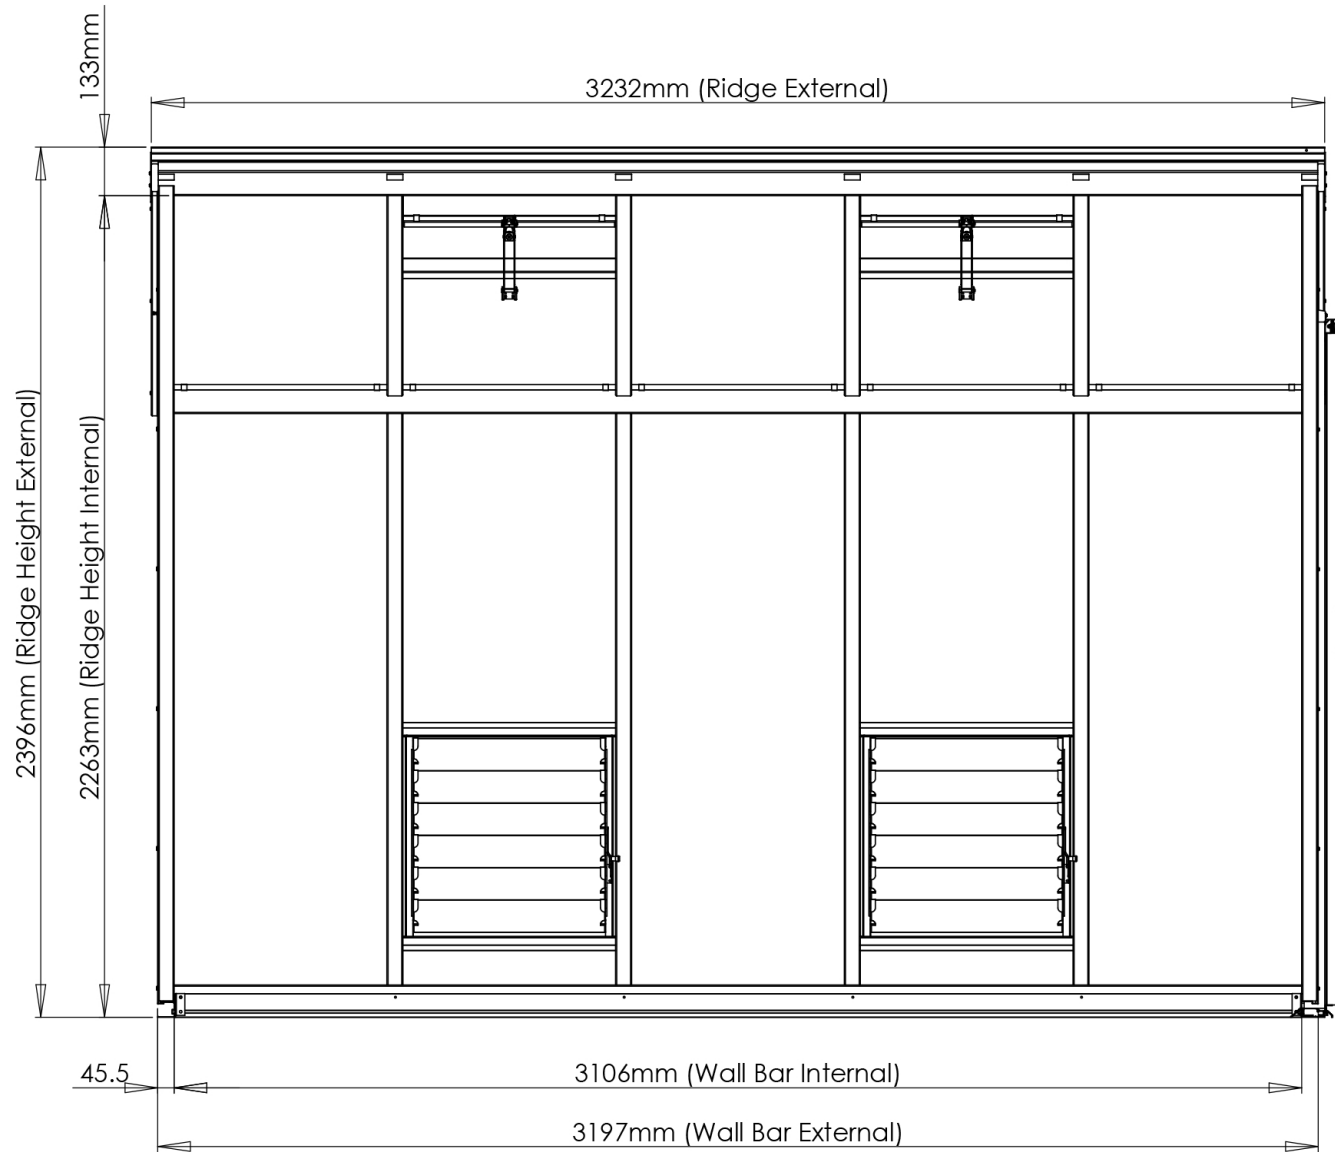 133mm
3232mm (Ridge External)
2396mm (Ridge Height External)
2263mm (Ridge Height Internal)
45.5
3106mm (Wall Bar Internal)
3197mm (Wall Bar External)